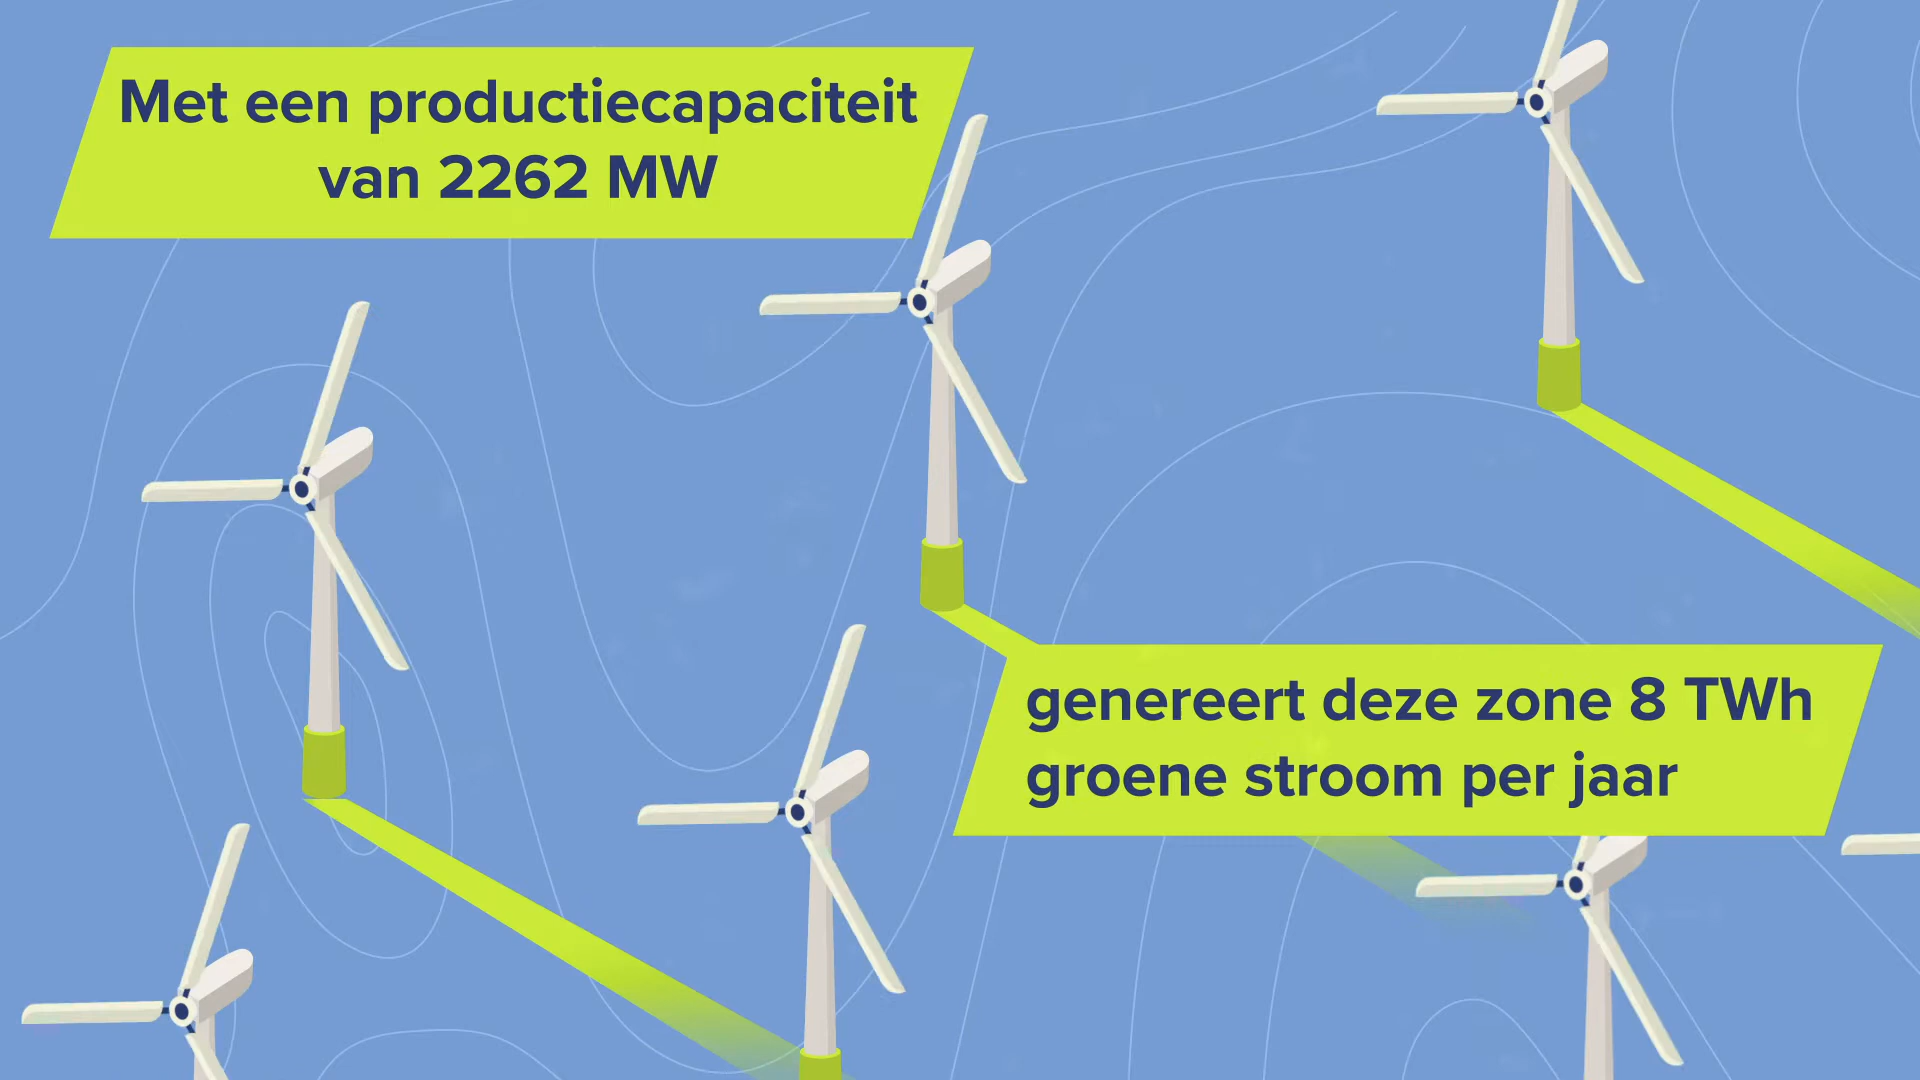 Met een productiecapaciteit
van 2262 MW
genereert deze zone 8 TWh
groene stroom per jaar